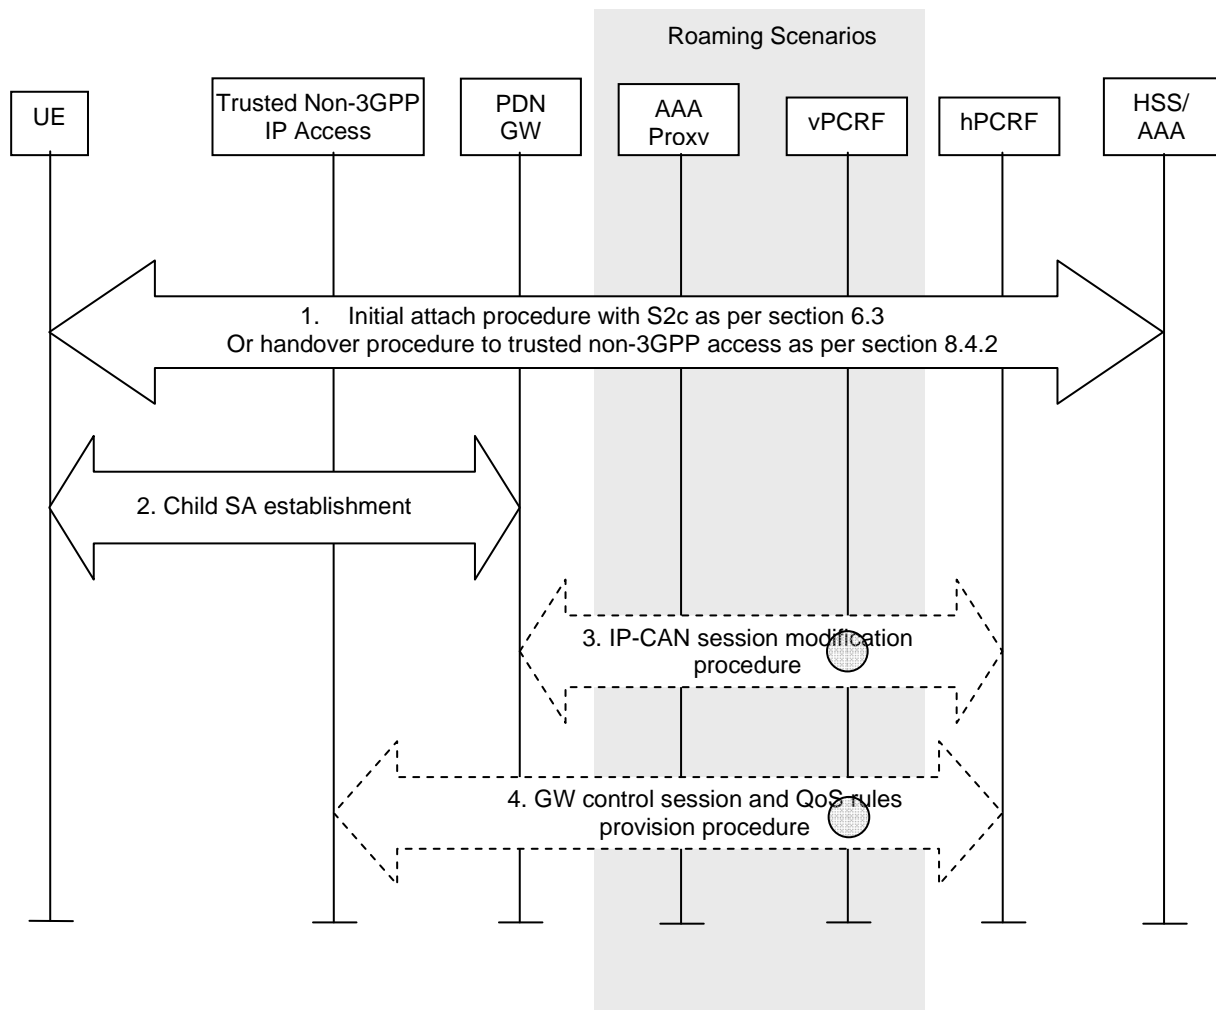 Roaming Scenarios
UE
Trusted Non-3GPP
IP Access
PDN
GW
AAA
Proxy
vPCRF
hPCRF
HSS/
AAA
1. Initial attach procedure with S2c as per section 6.3
Or handover procedure to trusted non-3GPP access as per section 8.4.2
2. Child SA establishment
3. IP-CAN session modification
procedure
4. GW control session and QoS rules
provision procedure